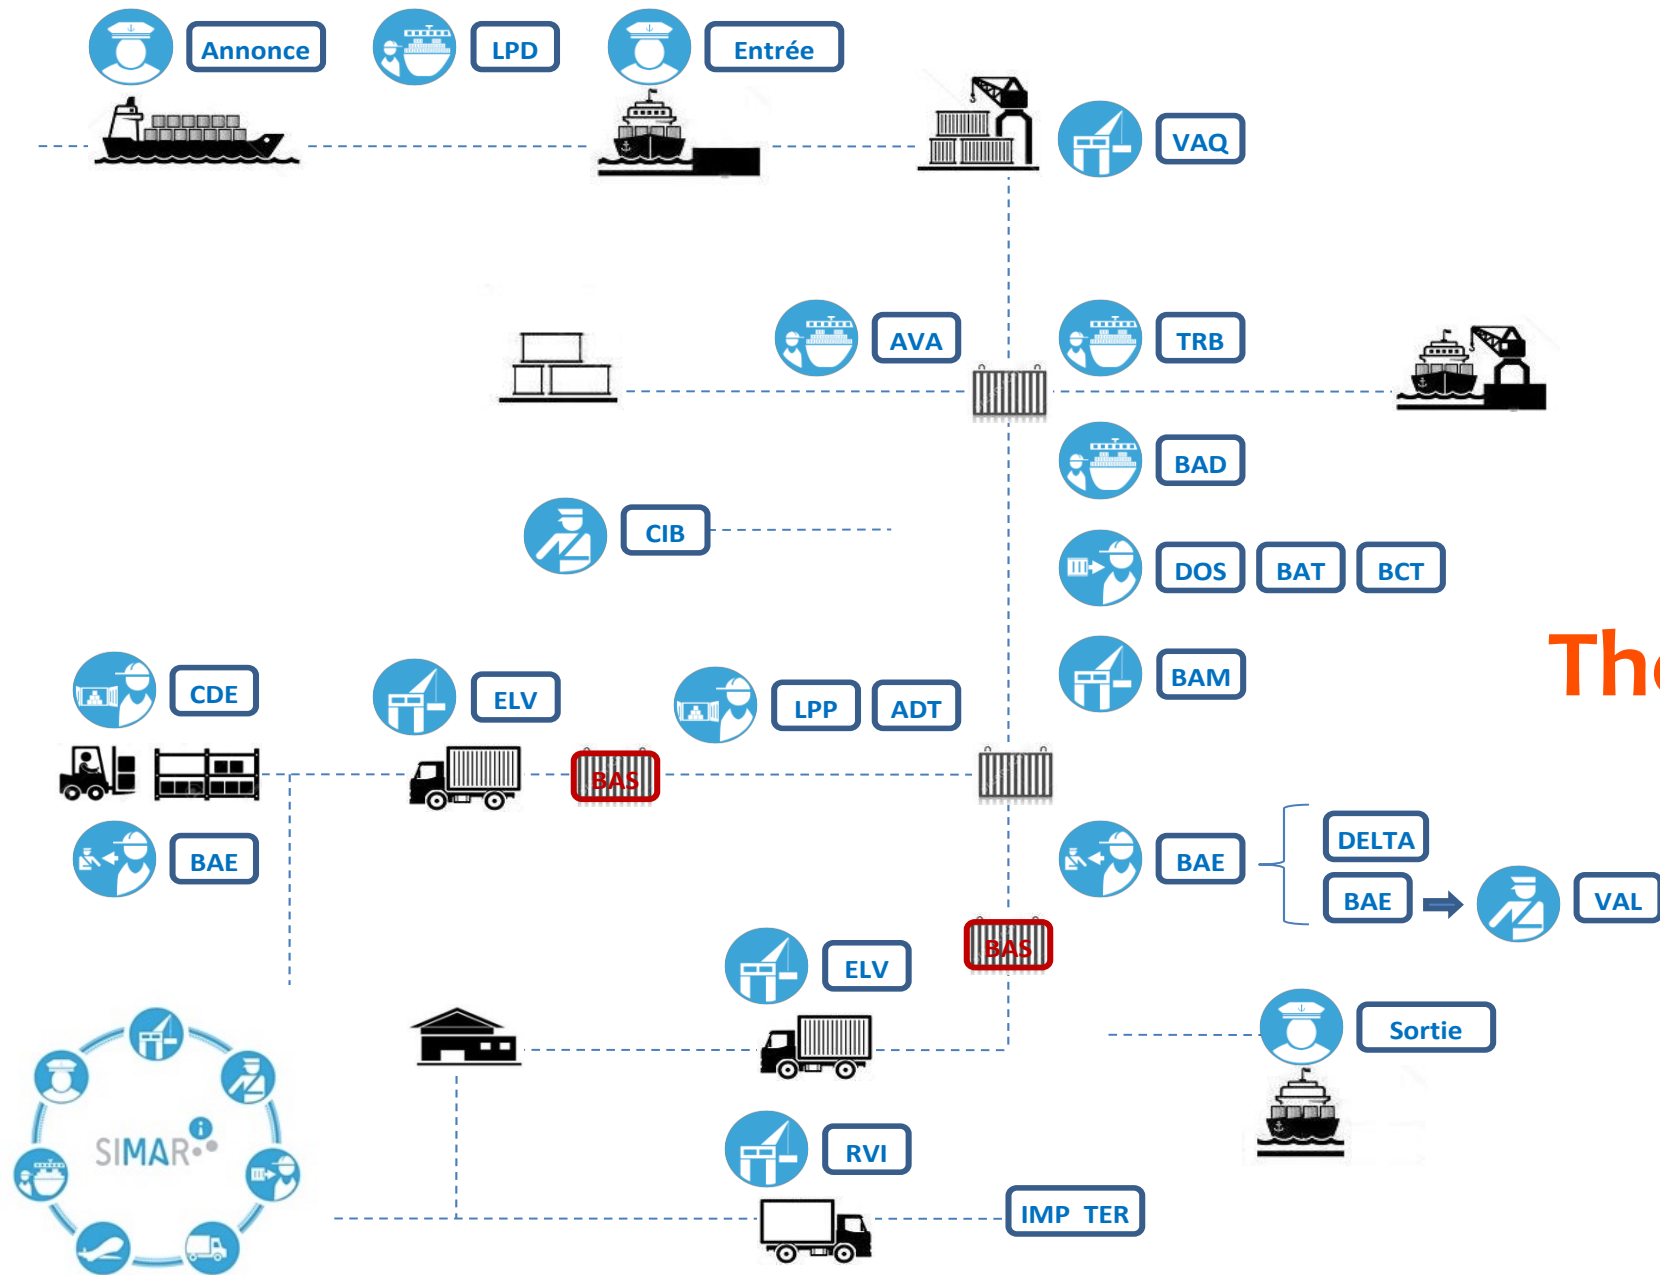 Annonce
LPD
Entrée
VAQ
AVA
TRB
BAD
CIB
DOS BAT BCT
The
BAM
CDE
ELV
LPP ADT
BAS
BAE
BAE
DELTA
BAE
VAL
BAS
ELV
Sortie
SIMAR
i
RVI
IMP TER